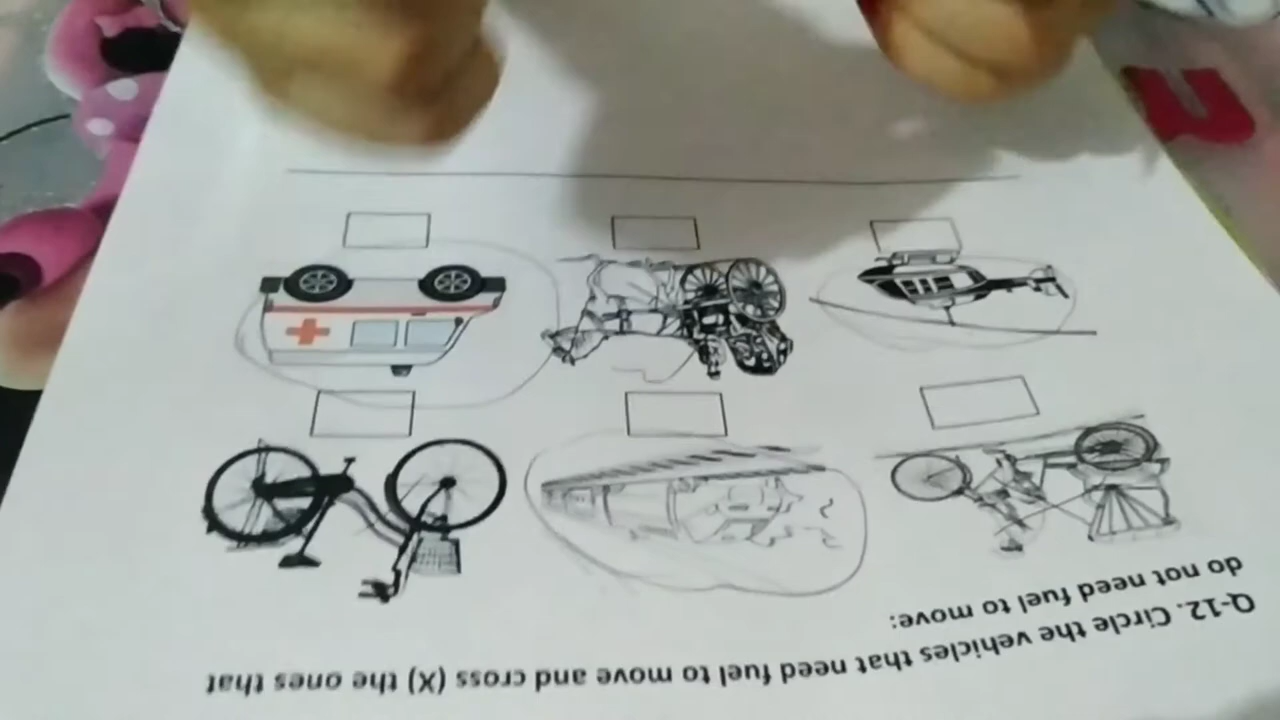 Q-12. Circle the vehicles that need fuel to move and cross (X) the ones that
do not need fuel to move: